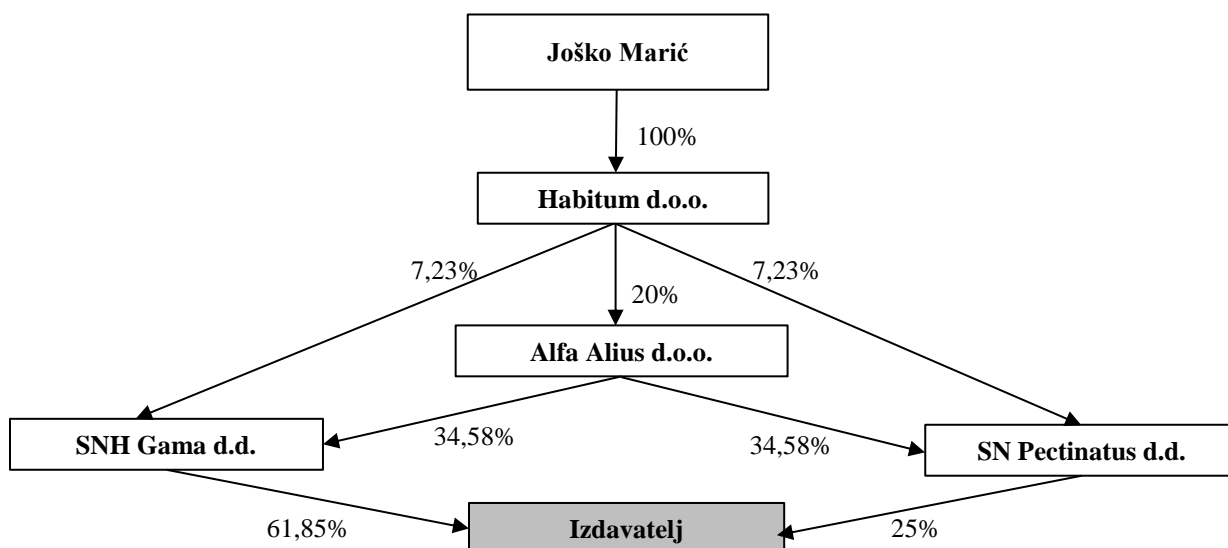 Joško Marić
100%
Habitum d.o.o.
7,23%
20%
7,23%
Alfa Alius d.o.o.
SNH Gama d.d.
34,58%
34,58%
SN Pectinatus d.d.
61,85%
Izdavatelj
25%